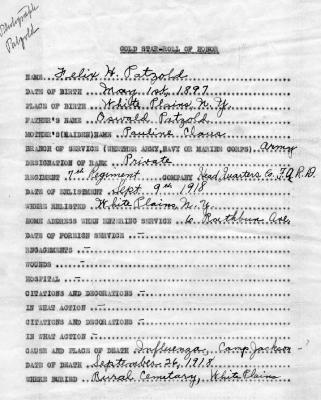 Photograph
Patzold
GOLD STAR-ROLL OF HONOR
NAME Felix H. Patzold
DATE OF BIRTH May 1st, 1897.
PLACE OF BIRTH White Plains, N.Y.
FATHER'S NAME Oswald Patzold
MOTHER'S(MAIDEN)NAME Pauline Claus
BRANCH OF SERVICE (WHETHER ARMY, NAVY OR MARINE CORPS) Army
DESIGNATION OF RANK Private
REGIMENT 7th Regiment COMPANY Head Quarters Co. F.A.R.D.
DATE OF ENLISTMENT Sept. 9th 1918
WHERE ENLISTED White Plains, N.Y.
HOME ADDRESS WHEN ENTERING SERVICE 6 Ave.
DATE OF FOREIGN SERVICE -
ENGAGEMENTS -
WOUNDS -
HOSPITAL -
CITATIONS AND DECORATIONS -
IN WHAT ACTION -
CITATIONS AND DECORATIONS -
IN WHAT ACTION -
CAUSE AND PLACE OF DEATH Influenza, Camp Jackson -
DATE OF DEATH September 26, 1918
WHERE BURIED Rural Cemetary, White Plains